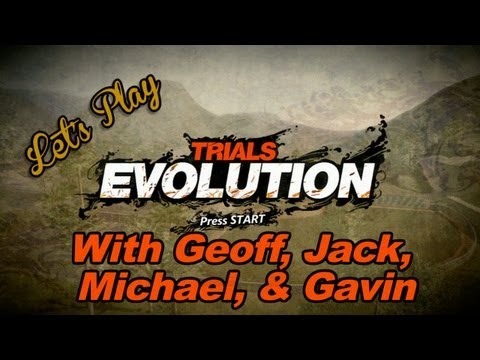 Let's Play
TRIALS
EVOLUTION
Press START
With Geoff, Jack,
Michael, & Gavin